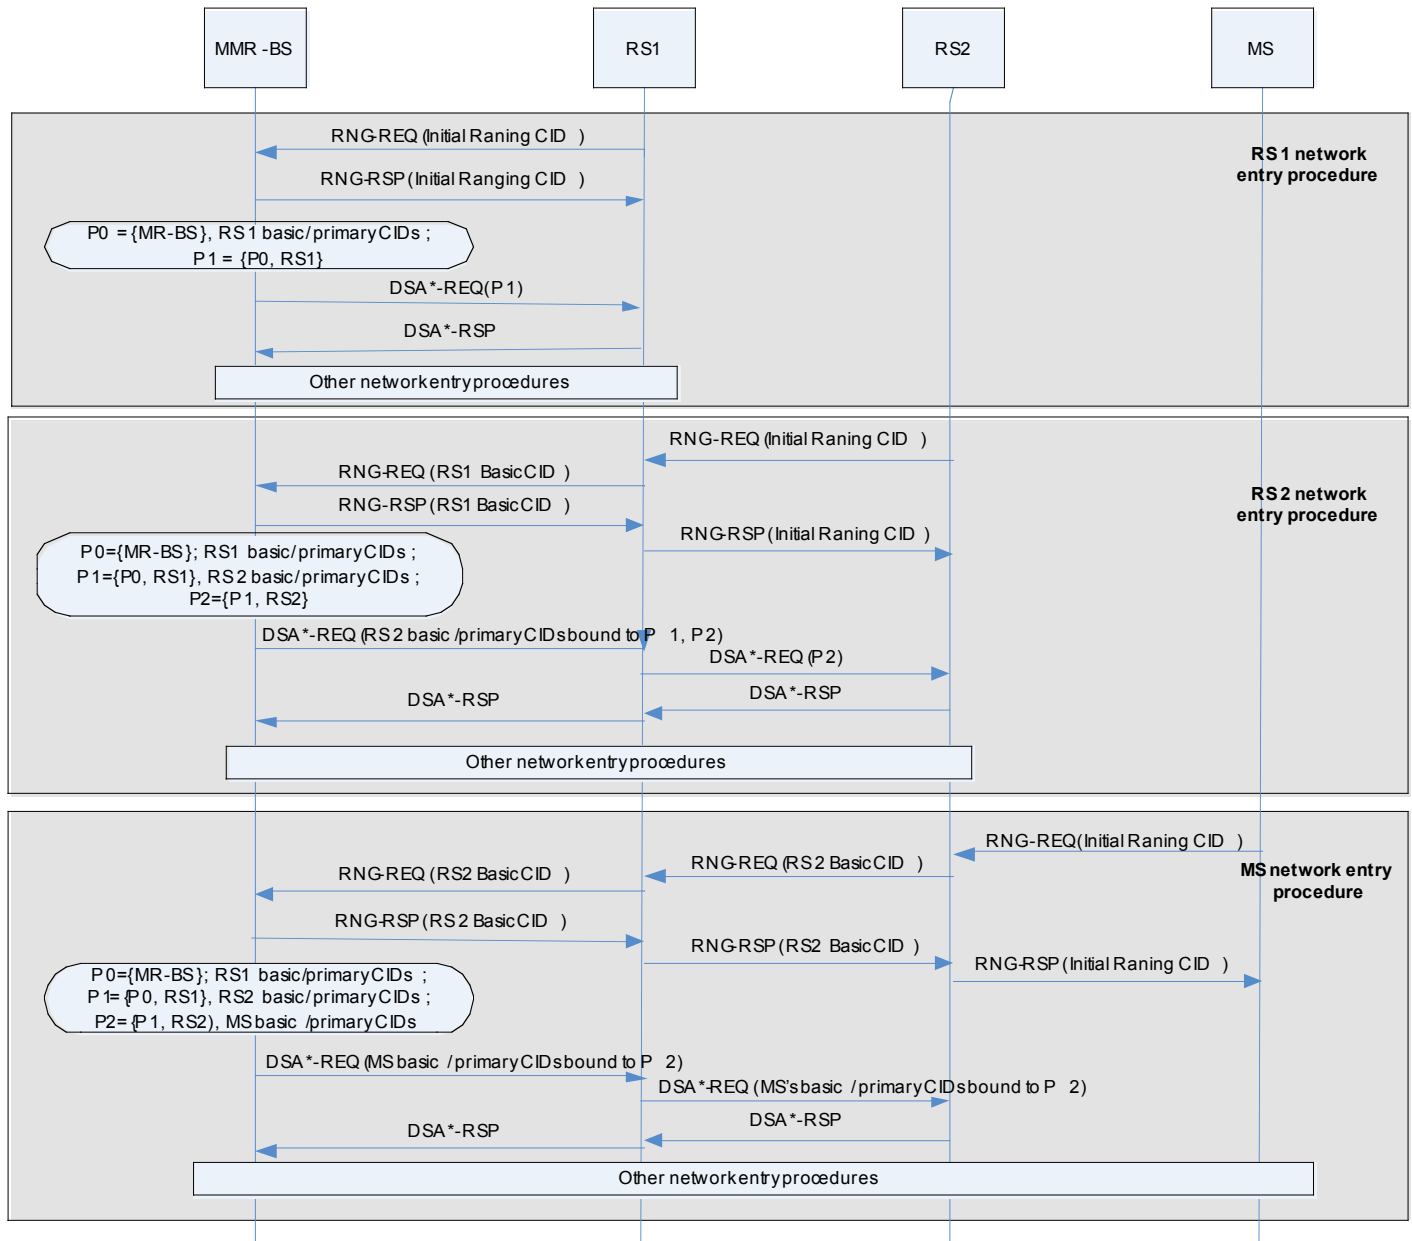 MMR -BS
RS1
RS2
MS
RNG-REQ (Initial Raning CID )
RS1 network
entry procedure
RNG-RSP (Initial Ranging CID )
P0 = {MR-BS}, RS1 basic/primary CIDs ;
P1 = {P0, RS1}
DSA*-REQ(P1)
DSA*-RSP
Other network entry procedures
RNG-REQ (Initial Raning CID )
RNG-REQ (RS1 Basic CID )
RS2 network
entry procedure
RNG-RSP (RS1 Basic CID )
RNG-RSP (Initial Raning CID )
P0={MR-BS}; RS1 basic/primary CIDs ;
P1={P0, RS1}, RS2 basic/primary CIDs ;
P2={P1, RS2}
DSA*-REQ (RS2 basic /primary CIDs bound to P 1, P2)
DSA*-REQ (P2)
DSA*-RSP
DSA*-RSP
Other network entry procedures
RNG-REQ(Initial Raning CID )
RNG-REQ (RS2 Basic CID )
RNG-REQ (RS2 Basic CID )
MS network entry
procedure
RNG-RSP (RS2 Basic CID )
RNG-RSP (RS2 Basic CID )
RNG-RSP (Initial Raning CID )
P0={MR-BS}; RS1 basic/primary CIDs ;
P1={P0, RS1}, RS2 basic/primary CIDs ;
P2={P1, RS2), MS basic /primary CIDs
DSA*-REQ (MS basic /primary CIDs bound to P 2)
DSA*-REQ (MS's basic /primary CIDs bound to P 2)
DSA*-RSP
DSA*-RSP
Other network entry procedures